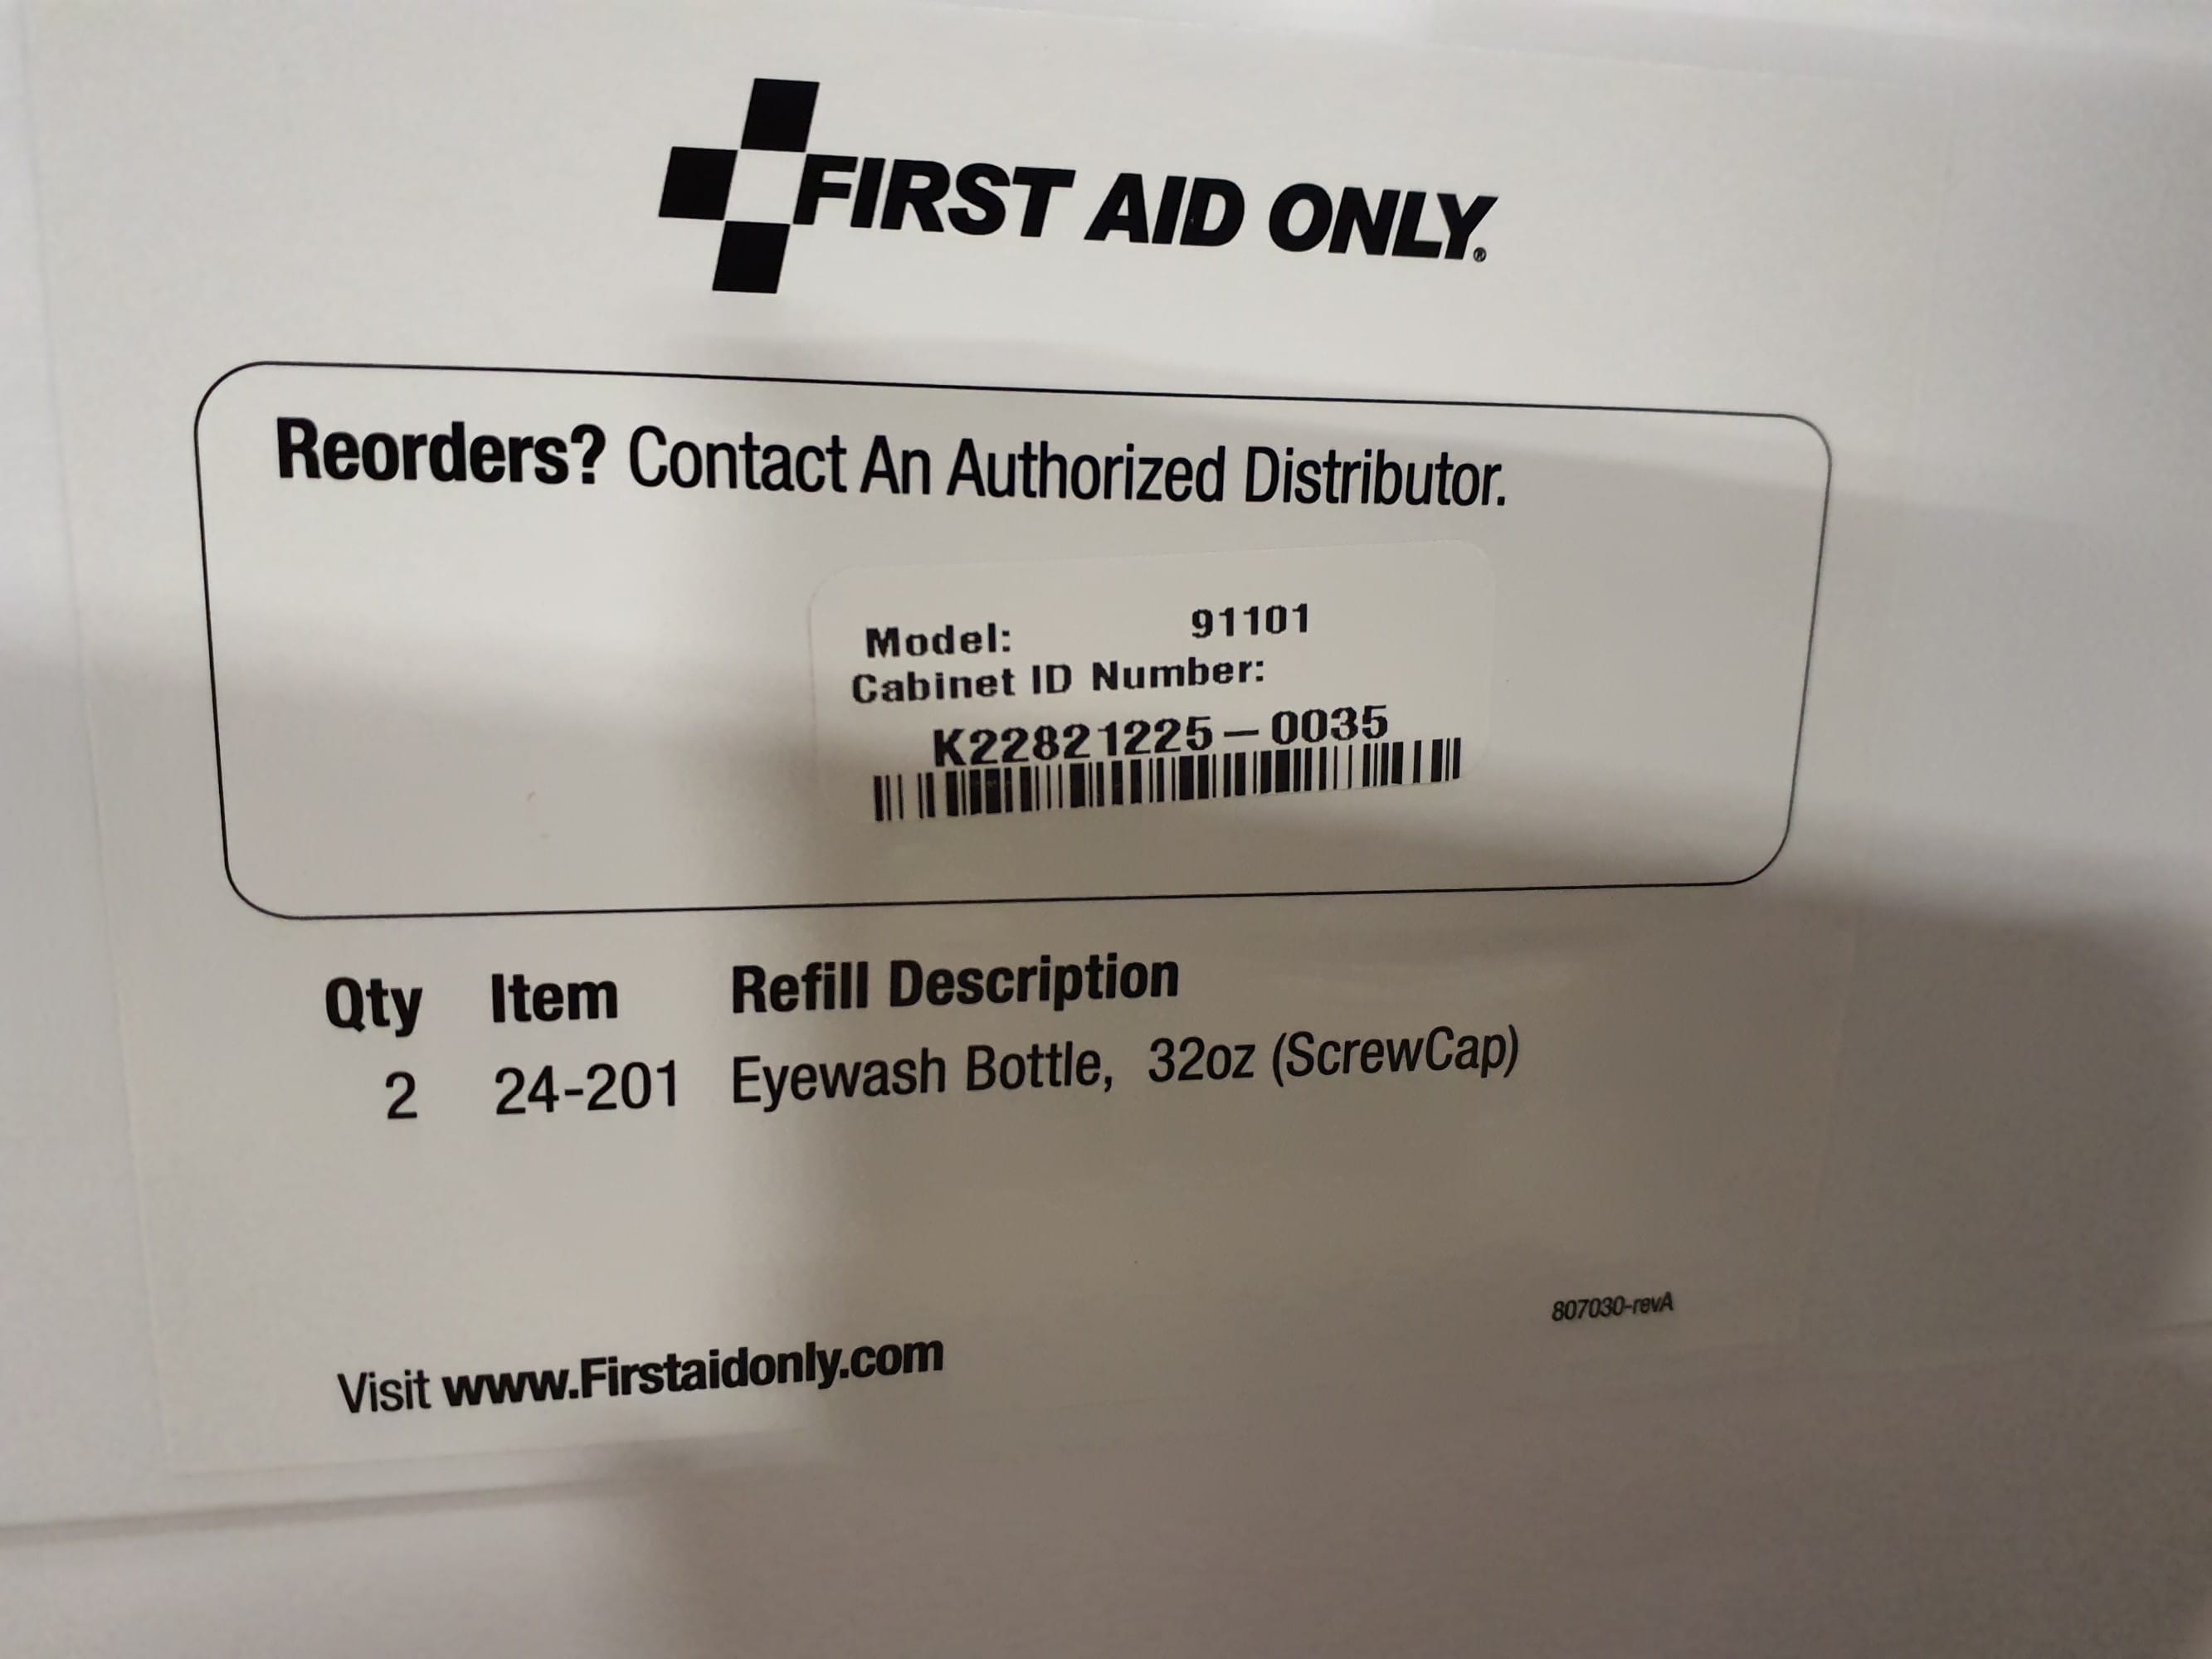 FIRST AID ONLY®
Reorders? Contact An Authorized Distributor.
Model: 91101
Cabinet ID Number:
K22821225-0035
Qty Item Refill Description
2 24-201 Eyewash Bottle, 32oz (ScrewCap)
807030-revA
Visit www.Firstaidonly.com